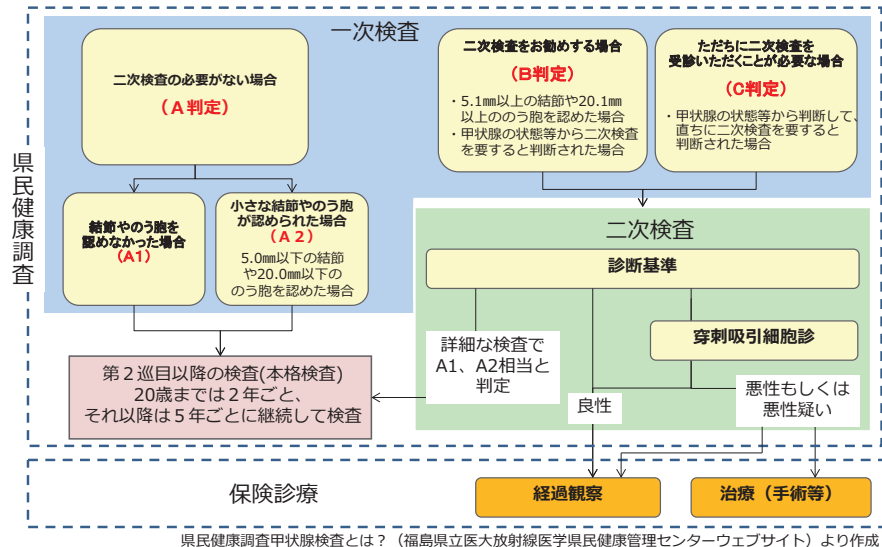 県民健康調査
一次検査
二次検査の必要がない場合
（A判定）
二次検査をお勧めする場合
（B判定）
・5.1㎜以上の結節や20.1㎜
以上ののう胞を認めた場合
・甲状腺の状態等から二次検査
を要すると判断された場合
ただちに二次検査を
受診いただくことが必要な場合
（C判定）
・甲状腺の状態等から判断して、
直ちに二次検査を要すると
判断された場合
結節やのう胞を
認めなかった場合
（A1）
小さな結節やのう胞
が認められた場合
（A２）
5.0㎜以下の結節
や20.0㎜以下の
のう胞を認めた場合
二次検査
診断基準
穿刺吸引細胞診
詳細な検査で
A1、A2相当と
判定
良性
悪性もしくは
悪性疑い
第２巡目以降の検査(本格検査)
20歳までは２年ごと、
それ以降は５年ごとに継続して検査
保険診療
経過観察
治療（手術等）
県民健康調査甲状腺検査とは？（福島県立医大放射線医学県民健康管理センターウェブサイト）より作成